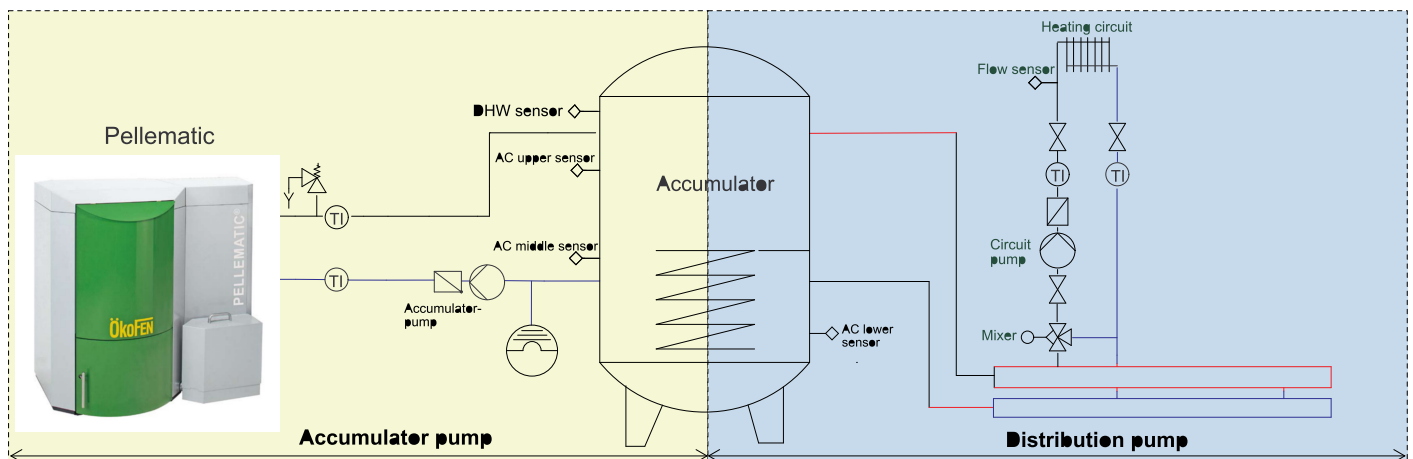 Heating circuit
Flow sensor
DHW sensor
Pellematic
AC upper sensor
Accumulator
TI
TI
TI
AC middle sensor
Circuit
pump
TI
Accumulator-
pump
PELLEMATIC®
ÖkoFEN
AC lower
sensor
Mixer
Accumulator pump
Distribution pump